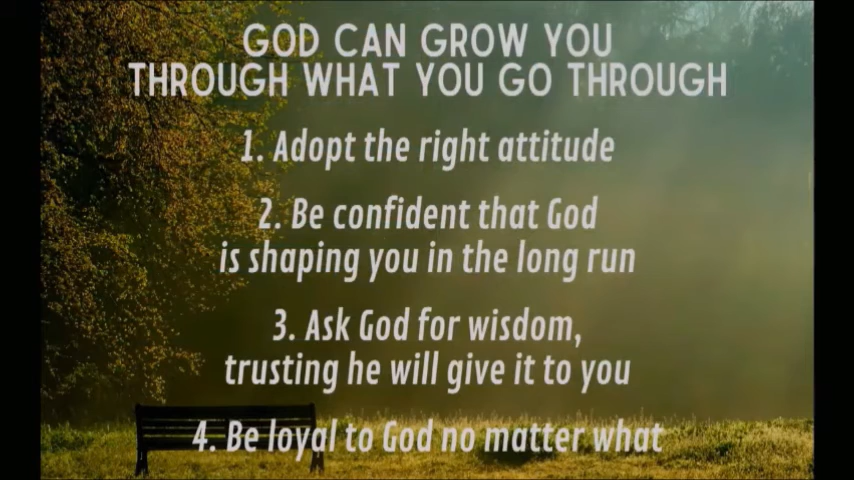 GOD CAN GROW YOU
THROUGH WHAT YOU GO THROUGH
1. Adopt the right attitude
2. Be confident that God
is shaping you in the long run
3. Ask God for wisdom,
trusting he will give it to you
4. Be loyal to God no matter what